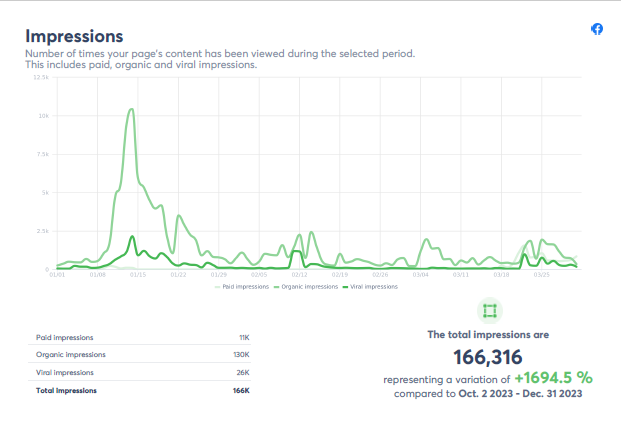 Impressions
Number of times your page's content has been viewed during the selected period.
This includes paid, organic and viral impressions.
12.5k
10k
7.5k
5k
2.5k
0
01/01 01/08 01/15 01/22 01/29 02/05 02/12 02/19 02/26 03/04 03/11 03/18 03/25
Paid impressions Organic impressions Viral impressions
Paid impressions 11K
Organic impressions 130K
Viral impressions 26K
Total Impressions 166K
The total impressions are
166,316
representing a variation of +1694.5 %
compared to Oct. 2 2023 - Dec. 31 2023